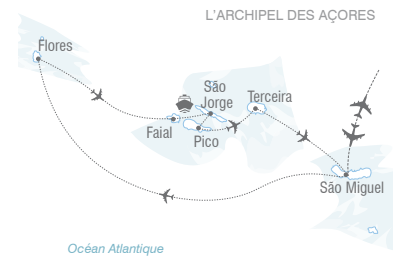 L'ARCHIPEL DES AÇORES
Flores
São
Jorge
Terceira
Faial
Pico
São Miguel
Océan Atlantique